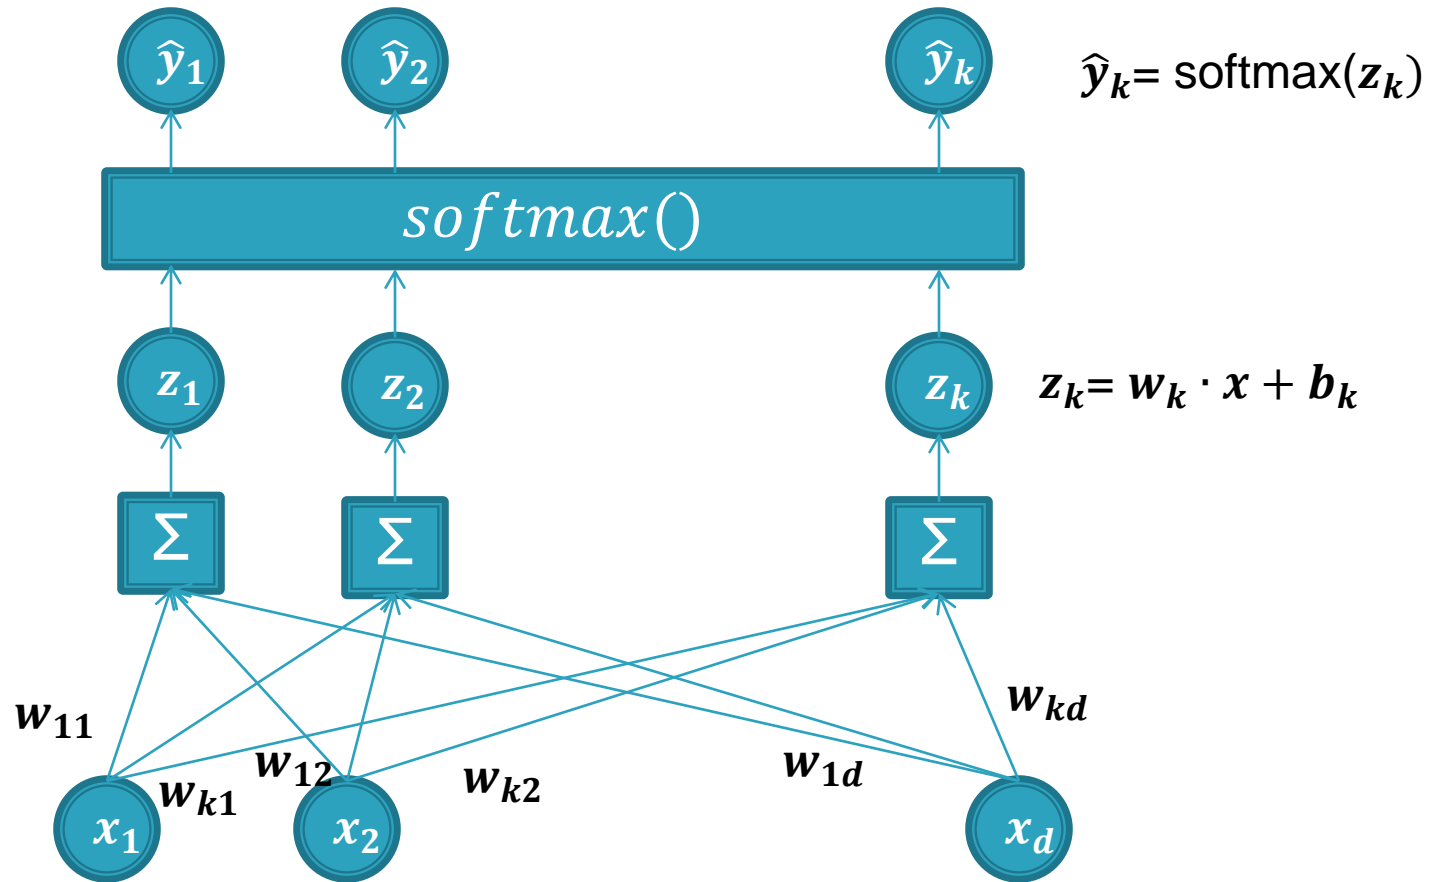 ŷ₁ ŷ₂ ŷₖ ŷₖ= softmax(zₖ)
softmax()
z₁ z₂ zₖ zₖ= wₖ · x + bₖ
Σ Σ Σ
w₁₁ wₖd
w₁₂ wₖ₂ w₁d
wₖ₁
x₁ x₂ x_d